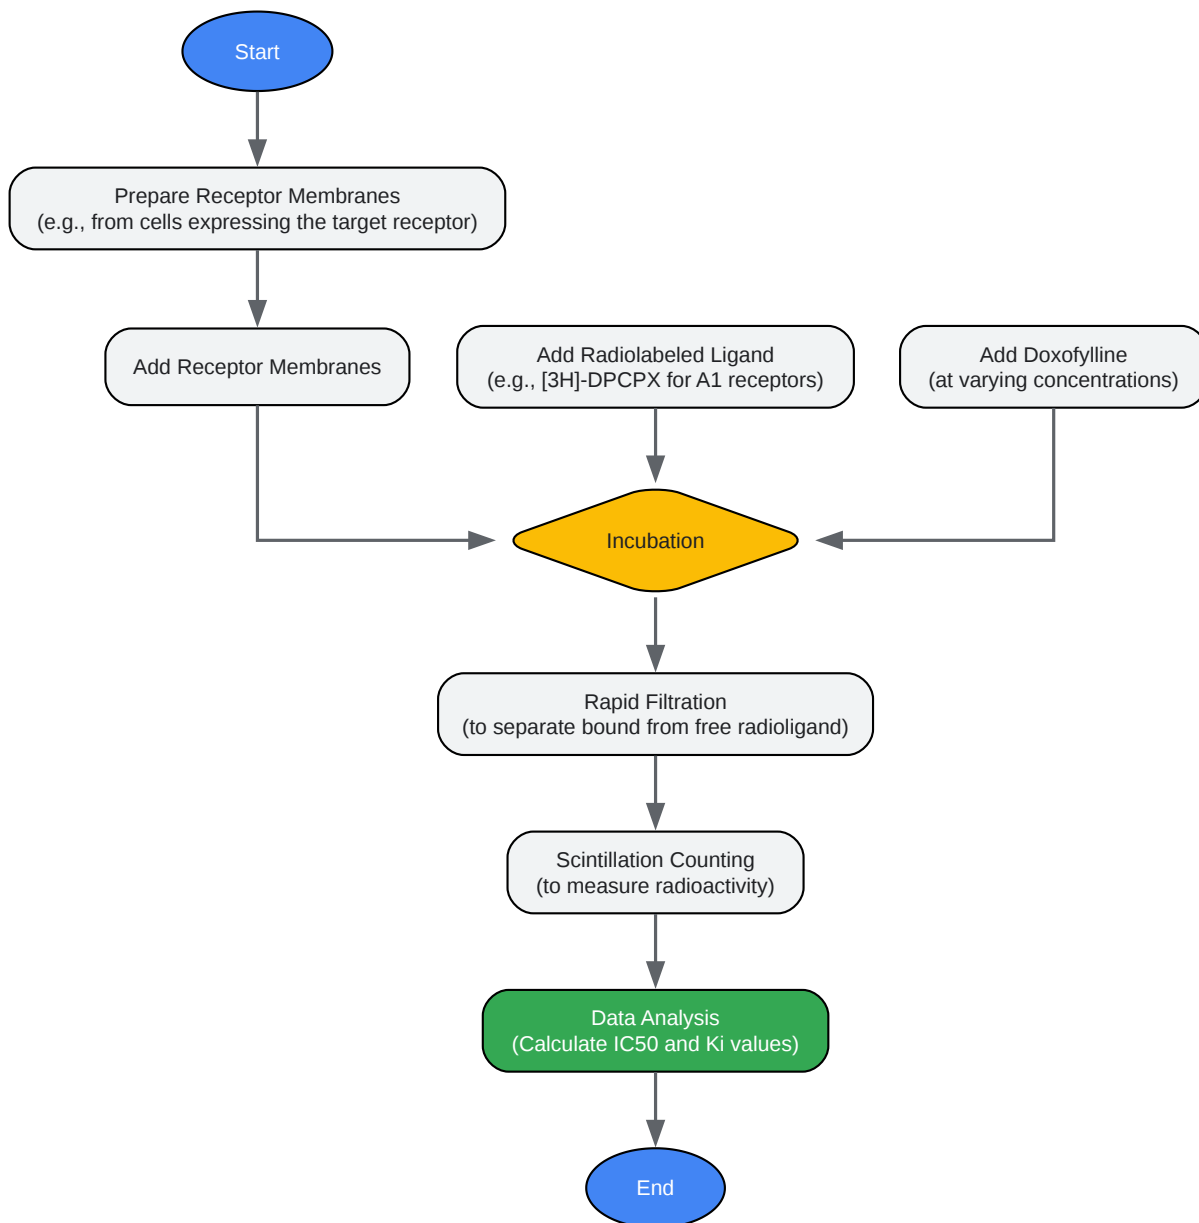 Start
Prepare Receptor Membranes
(e.g., from cells expressing the target receptor)
Add Receptor Membranes
Add Radiolabeled Ligand
(e.g., [3H]-DPCPX for A1 receptors)
Add Doxofylline
(at varying concentrations)
Incubation
Rapid Filtration
(to separate bound from free radioligand)
Scintillation Counting
(to measure radioactivity)
Data Analysis
(Calculate IC50 and Ki values)
End